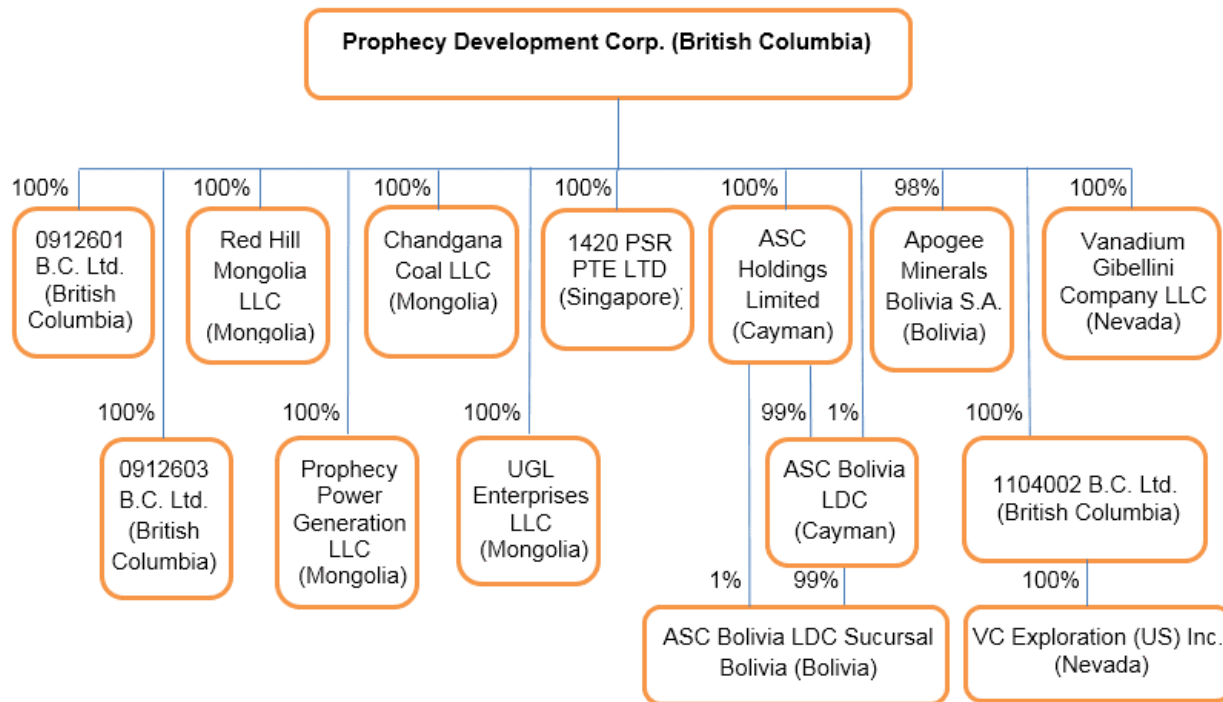 Prophecy Development Corp. (British Columbia)
100%
100%
100%
100%
100%
98%
100%
0912601
B.C. Ltd.
(British
Columbia)
Red Hill
Mongolia
LLC
(Mongolia)
Chandgana
Coal LLC
(Mongolia)
1420 PSR
PTE LTD
(Singapore))
ASC
Holdings
Limited
(Cayman)
Apogee
Minerals
Bolivia S.A.
(Bolivia)
Vanadium
Gibellini
Company LLC
(Nevada)
100%
100%
100%
99%
1%
100%
0912603
B.C. Ltd.
(British
Columbia)
Prophecy
Power
Generation
LLC
(Mongolia)
UGL
Enterprises
LLC
(Mongolia)
ASC Bolivia
LDC
(Cayman)
1104002 B.C. Ltd.
(British Columbia)
1%
99%
100%
ASC Bolivia LDC Sucursal
Bolivia (Bolivia)
VC Exploration (US) Inc.
(Nevada)